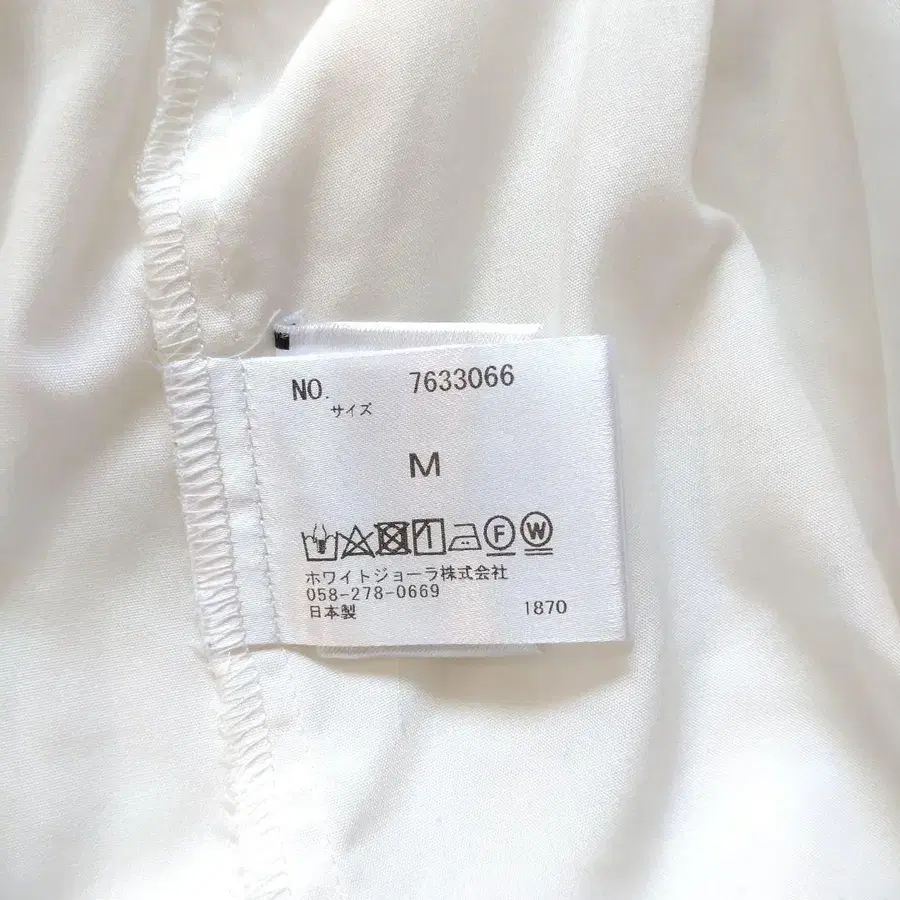 NO. 7633066
サイズ
M
F W
ホワイトジョーラ株式会社
058-278-0669
日本製 1870